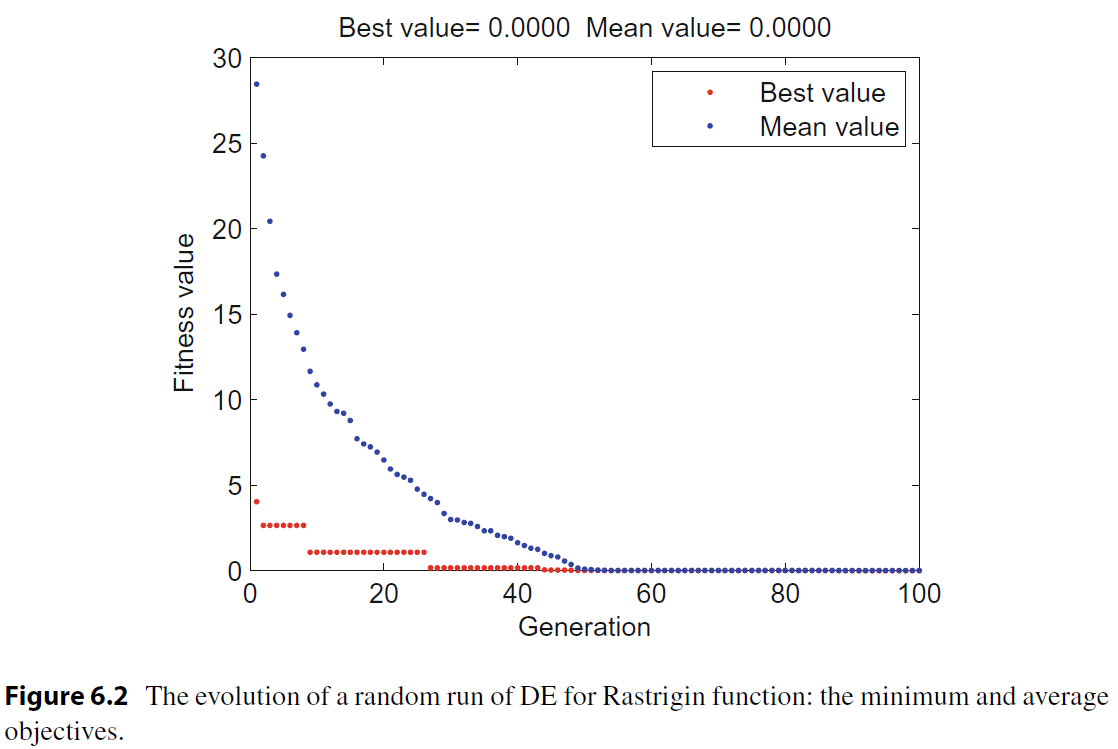 Best value= 0.0000  Mean value= 0.0000
30
25
20
15
10
5
0
Fitness value
Best value
Mean value
0 20 40 60 80 100
Generation
Figure 6.2 The evolution of a random run of DE for Rastrigin function: the minimum and average
objectives.